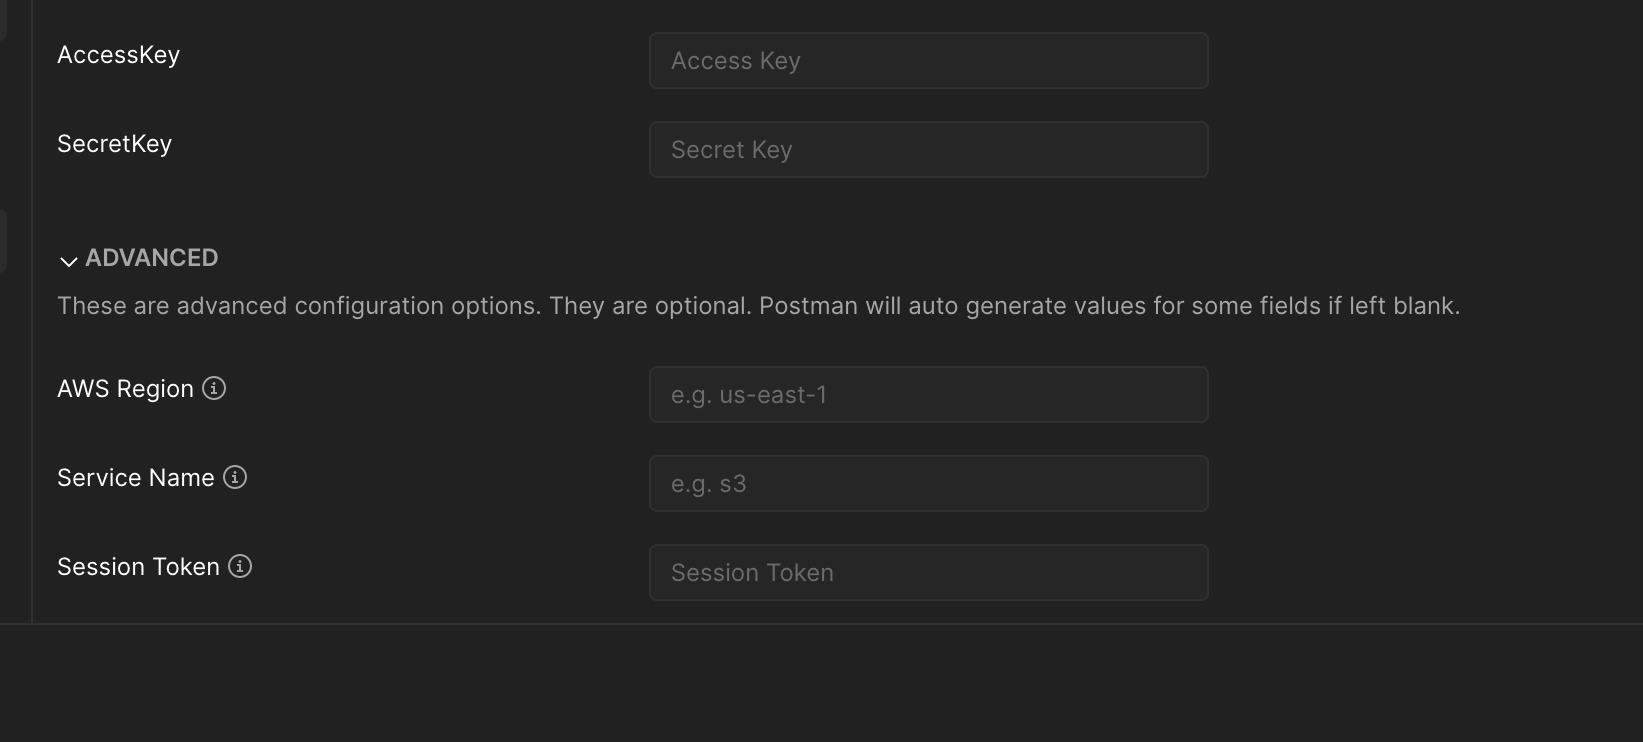 AccessKey
Access Key
SecretKey
Secret Key
ADVANCED
These are advanced configuration options. They are optional. Postman will auto generate values for some fields if left blank.
AWS Region
e.g. us-east-1
Service Name
e.g. s3
Session Token
Session Token